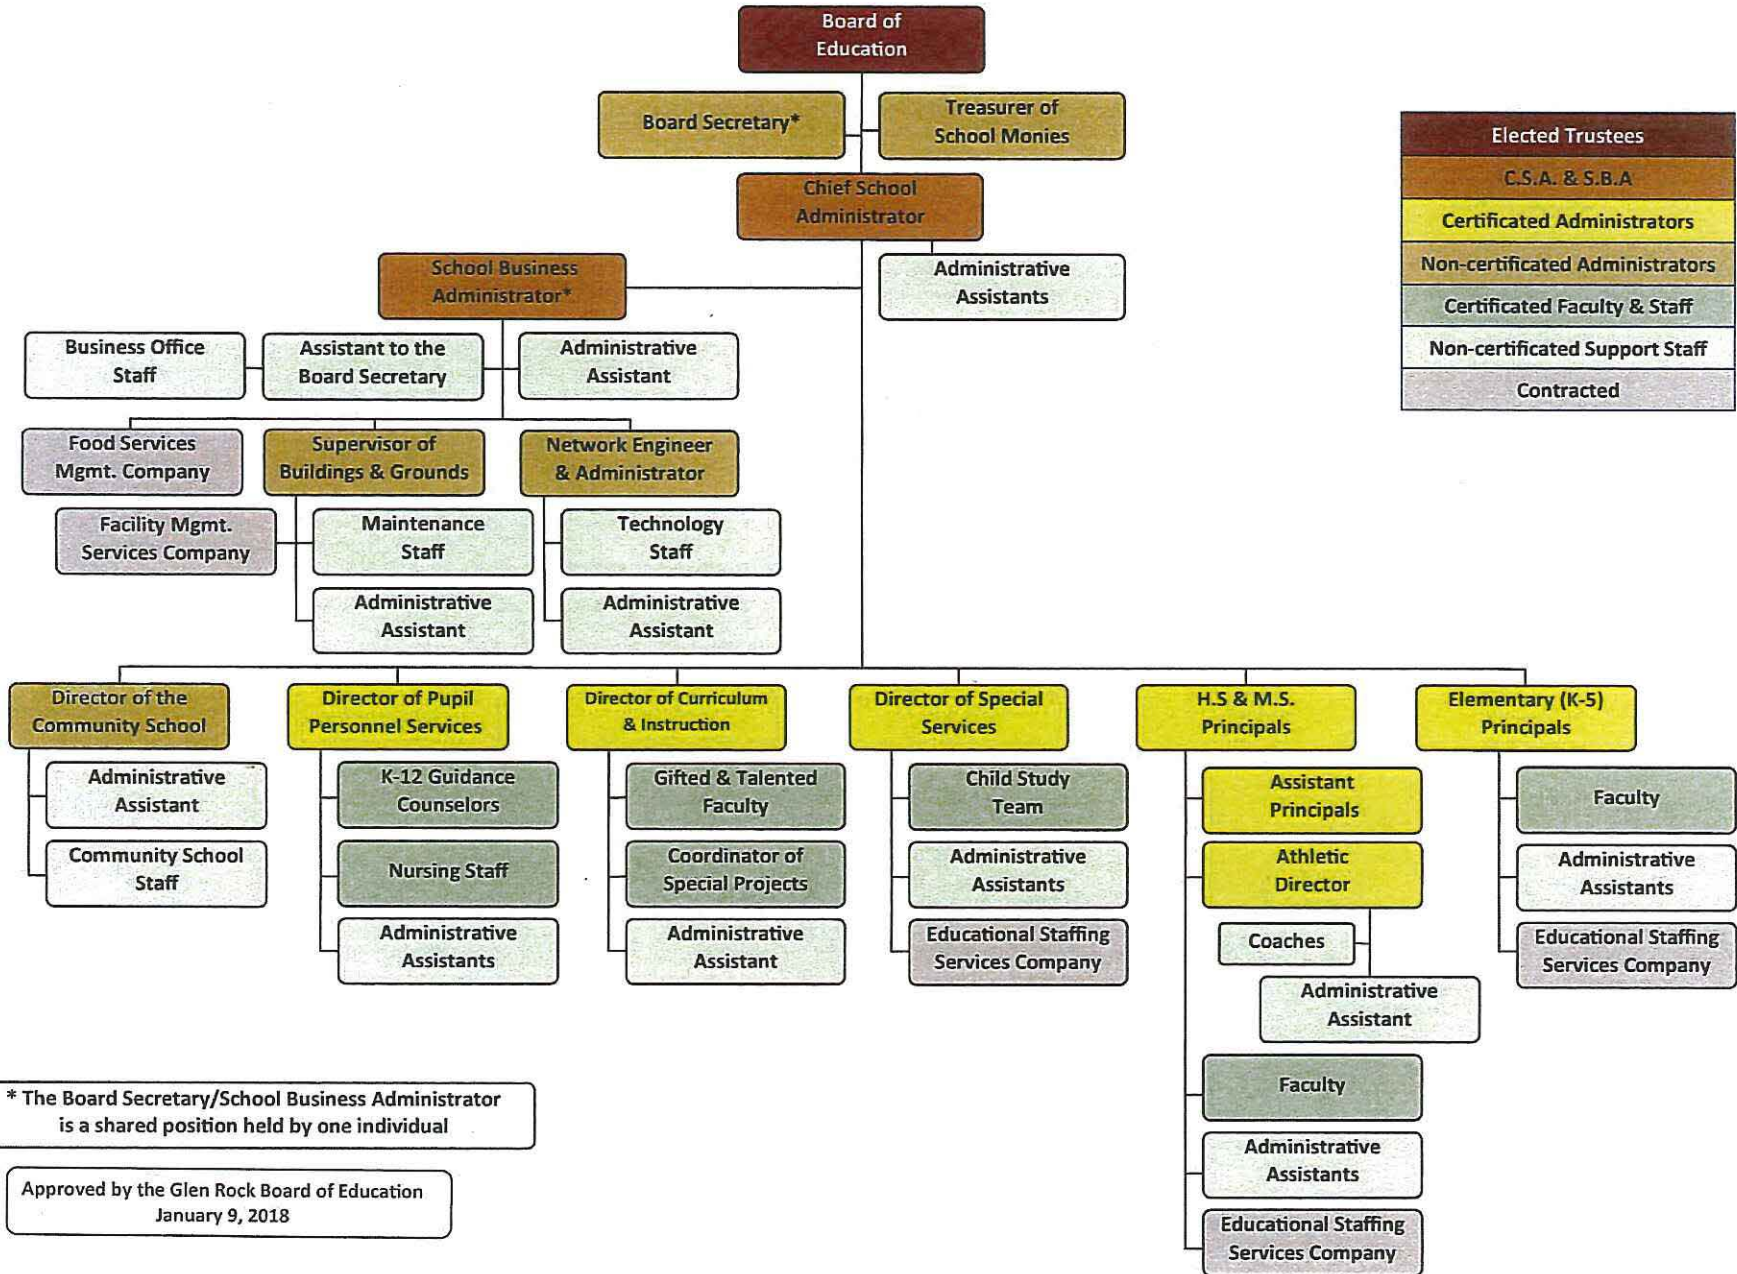 Board of
Education
Board Secretary*
Treasurer of
School Monies
Chief School
Administrator
Administrative
Assistants
School Business
Administrator*
Elected Trustees
C.S.A. & S.B.A
Certificated Administrators
Non-certificated Administrators
Certificated Faculty & Staff
Non-certificated Support Staff
Contracted
Business Office
Staff
Assistant to the
Board Secretary
Administrative
Assistant
Food Services
Mgmt. Company
Supervisor of
Buildings & Grounds
Network Engineer
& Administrator
Facility Mgmt.
Services Company
Maintenance
Staff
Technology
Staff
Administrative
Assistant
Administrative
Assistant
Director of the
Community School
Administrative
Assistant
Community School
Staff
Director of Pupil
Personnel Services
K-12 Guidance
Counselors
Nursing Staff
Administrative
Assistants
Director of Curriculum
& Instruction
Gifted & Talented
Faculty
Coordinator of
Special Projects
Administrative
Assistant
Director of Special
Services
Child Study
Team
Administrative
Assistants
Educational Staffing
Services Company
H.S & M.S.
Principals
Assistant
Principals
Athletic
Director
Coaches
Administrative
Assistant
Faculty
Administrative
Assistants
Educational Staffing
Services Company
Elementary (K-5)
Principals
Faculty
Administrative
Assistants
Educational Staffing
Services Company
* The Board Secretary/School Business Administrator
is a shared position held by one individual
Approved by the Glen Rock Board of Education
January 9, 2018